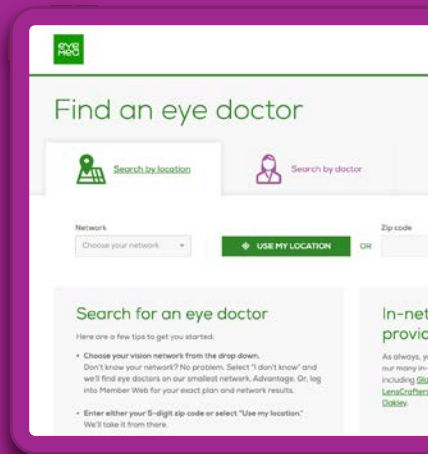 eye
Med
Find an eye doctor
Search by location
Search by doctor
Network
Choose your network
USE MY LOCATION
OR
Zip code
Search for an eye doctor
Here are a few tips to get you started:
• Choose your vision network from the drop down.
Don't know your network? No problem. Select "I don't know" and
we'll find eye doctors on our smallest network, Advantage. Or, log
into Member Web for your exact plan and network results.
• Enter either your 5-digit zip code or select "Use my location."
We'll take it from there.
In-net
provid
As always, yo
our many in-
including Gla
LensCrafters
Oakley.